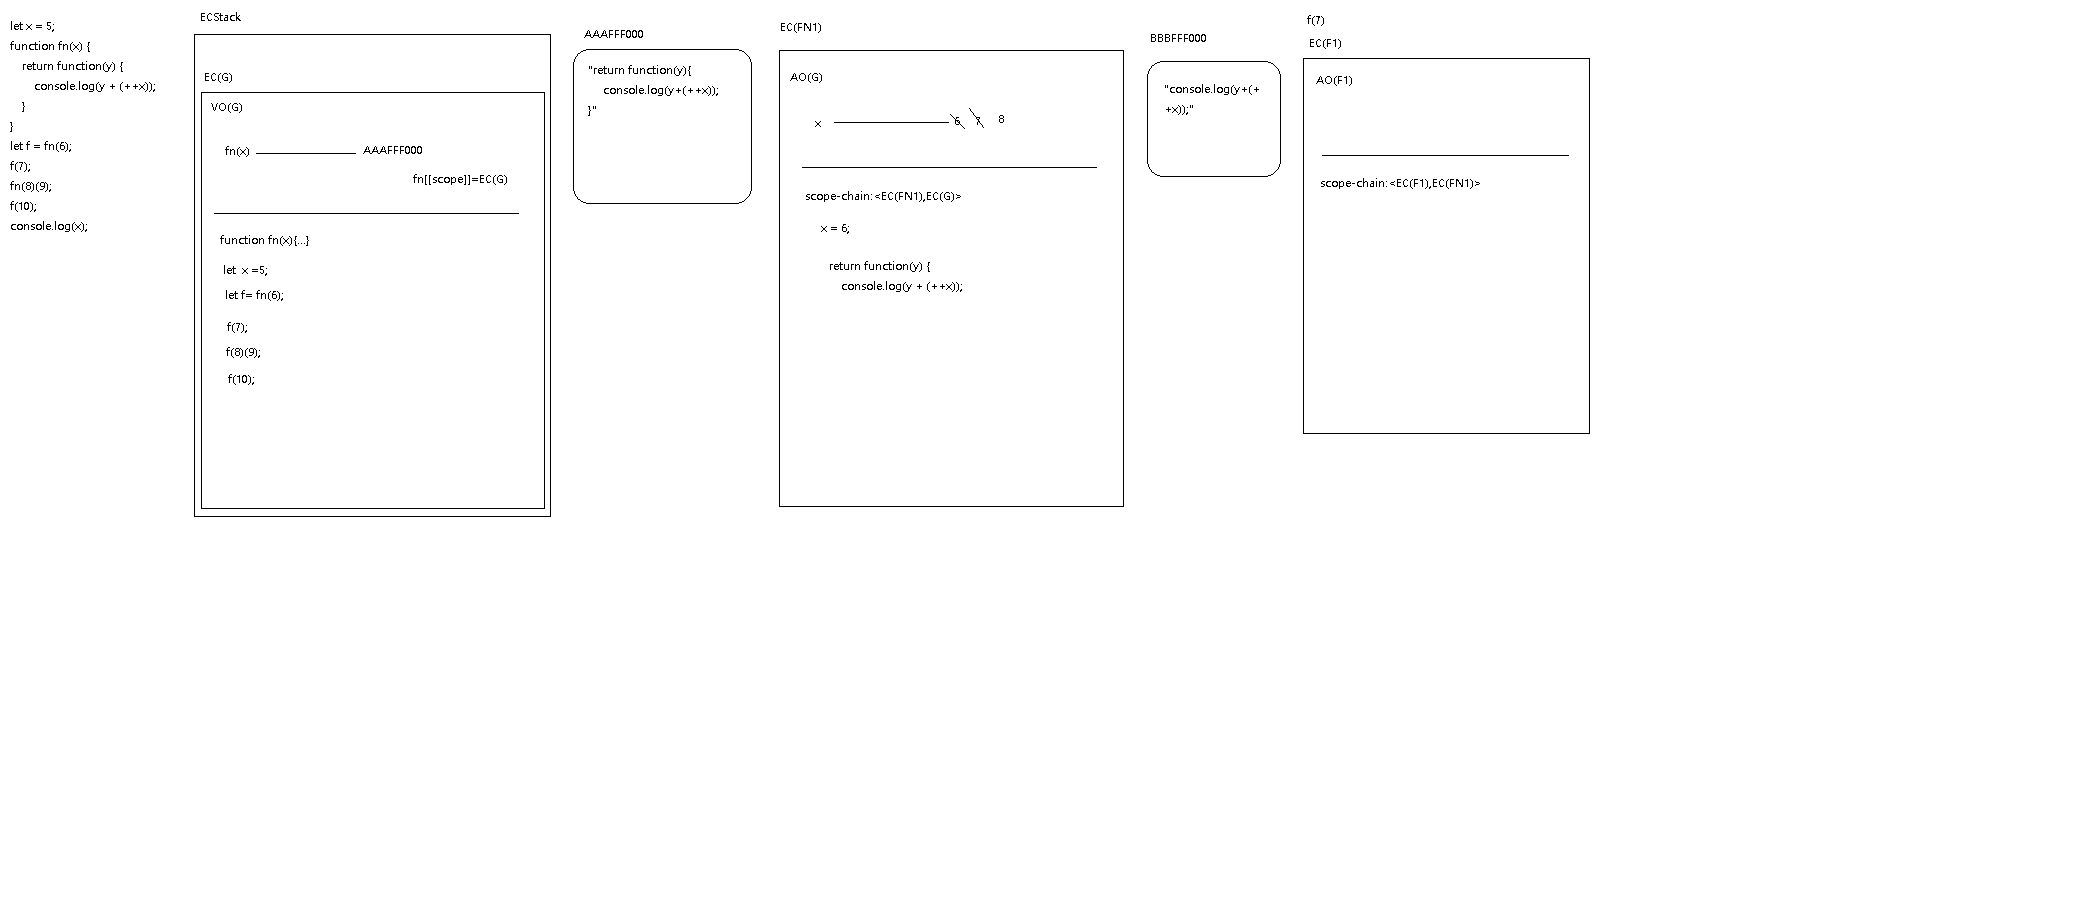 let x = 5;
function fn(x) {
return function(y) {
console.log(y + (++x));
}
}
let f = fn(6);
f(7);
fn(8)(9);
f(10);
console.log(x);
ECStack
EC(G)
VO(G)
fn(x) AAAFFF000
fn[[scope]]=EC(G)
function fn(x){...}
let x =5;
let f= fn(6);
f(7);
f(8)(9);
f(10);
AAAFFF000
"return function(y){
console.log(y+(++x));
}"
EC(FN1)
AO(G)
x 6 7 8
scope-chain:<EC(FN1),EC(G)>
x = 6;
return function(y) {
console.log(y + (++x));
BBBFFF000
"console.log(y+(+
+x));"
f(7)
EC(F1)
AO(F1)
scope-chain:<EC(F1),EC(FN1)>